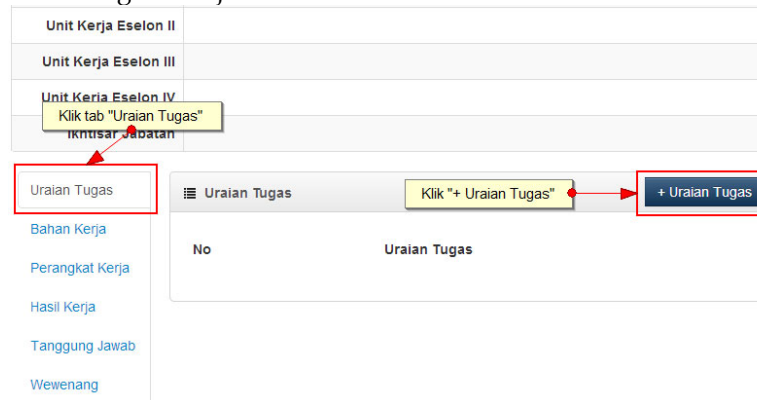 Unit Kerja Eselon II
Unit Kerja Eselon III
Unit Kerja Eselon IV
Klik tab "Uraian Tugas"
Ikhtisar Jabatan
Uraian Tugas
Uraian Tugas
Klik "+ Uraian Tugas"
+ Uraian Tugas
Bahan Kerja
No Uraian Tugas
Perangkat Kerja
Hasil Kerja
Tanggung Jawab
Wewenang